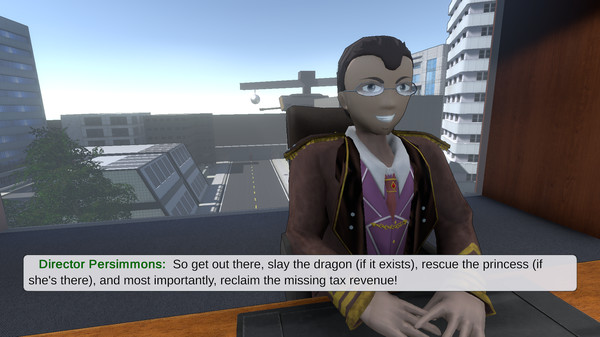 Director Persimmons: So get out there, slay the dragon (if it exists), rescue the princess (if
she's there), and most importantly, reclaim the missing tax revenue!